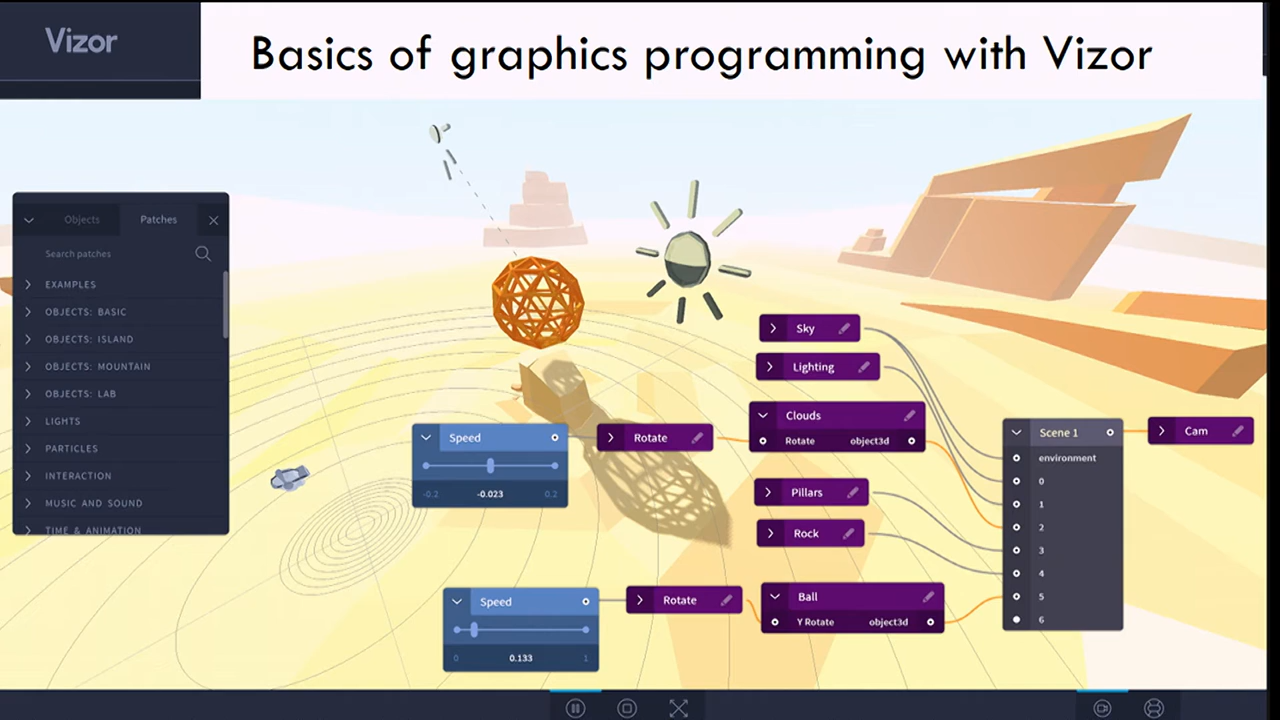 Vizor
Basics of graphics programming with Vizor
Objects
Patches
Search patches
EXAMPLES
OBJECTS: BASIC
OBJECTS: ISLAND
OBJECTS: MOUNTAIN
OBJECTS: LAB
LIGHTS
PARTICLES
INTERACTION
MUSIC AND SOUND
TIME & ANIMATION
Speed
-0.2 -0.023 0.2
Rotate
Speed
0 0.133 1
Rotate
Sky
Lighting
Clouds
Rotate object3d
Pillars
Rock
Ball
Y Rotate object3d
Scene 1
environment
0
1
2
3
4
5
6
Cam